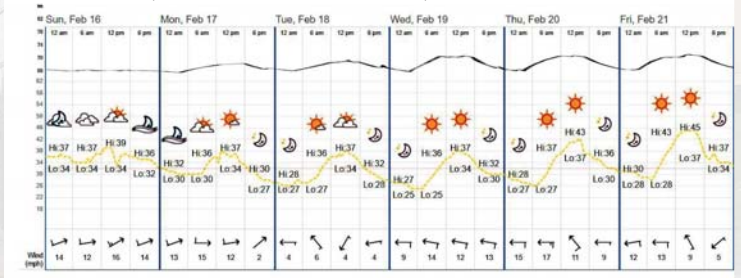 Sun, Feb 16 Mon, Feb 17 Tue, Feb 18 Wed, Feb 19 Thu, Feb 20 Fri, Feb 21
12 am 6 am 12 pm 6 pm 12 am 6 am 12 pm 6 pm 12 am 6 am 12 pm 6 pm 12 am 6 am 12 pm 6 pm 12 am 6 am 12 pm 6 pm 12 am 6 am 12 pm 6 pm
Hi:37 Hi:37 Hi:39 Hi:36 Hi:32 Hi:36 Hi:37 Hi:30 Hi:28 Hi:36 Hi:37 Hi:32 Hi:27 Hi:36 Hi:37 Hi:32 Hi:28 Hi:37 Hi:43 Hi:36 Hi:30 Hi:43 Hi:45 Hi:37
Lo:34 Lo:34 Lo:34 Lo:32 Lo:30 Lo:30 Lo:34 Lo:27 Lo:27 Lo:27 Lo:34 Lo:28 Lo:25 Lo:25 Lo:34 Lo:30 Lo:27 Lo:27 Lo:37 Lo:30 Lo:28 Lo:28 Lo:37 Lo:34
Wind 14 12 16 14 13 15 12 2 4 6 4 4 9 14 12 13 15 17 11 9 12 13 9 5
(mph)